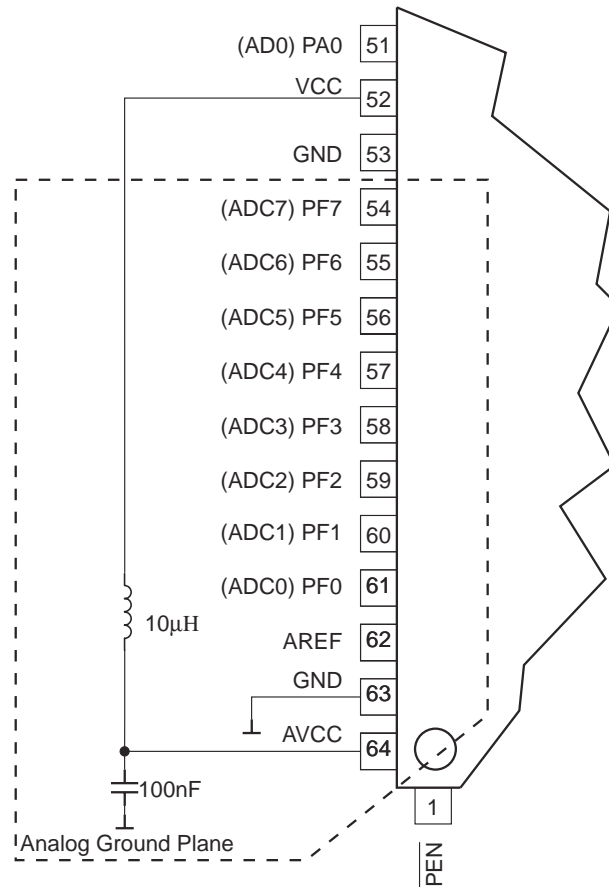 (AD0) PA0 51
VCC 52
GND 53
(ADC7) PF7 54
(ADC6) PF6 55
(ADC5) PF5 56
(ADC4) PF4 57
(ADC3) PF3 58
(ADC2) PF2 59
(ADC1) PF1 60
(ADC0) PF0 61
10μH
AREF 62
GND 63
AVCC 64
100nF
1
Analog Ground Plane
PEN